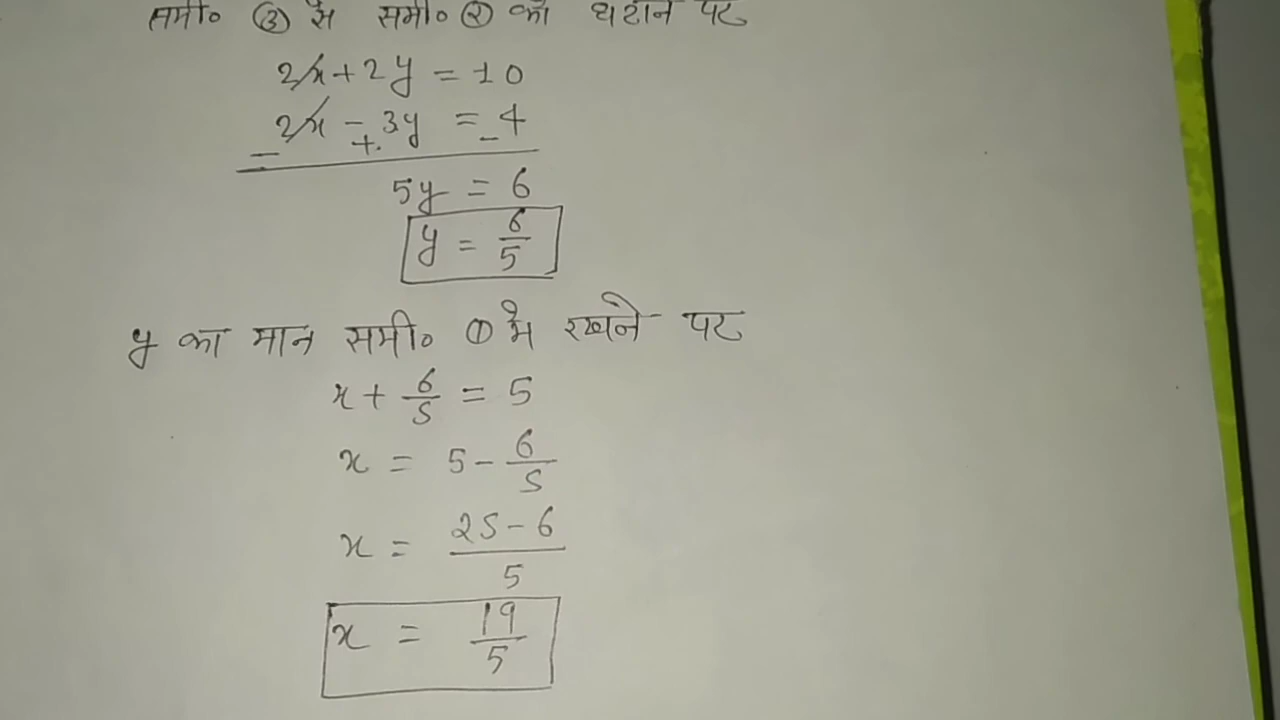 समी० ③ में समी० ② को घटाने पर
2x + 2y = 10
2x - 3y = 4
- + -
5y = 6
y = 6/5
y का मान समी० ① में रखने पर
x + 6/5 = 5
x = 5 - 6/5
x = 25 - 6 / 5
x = 19/5